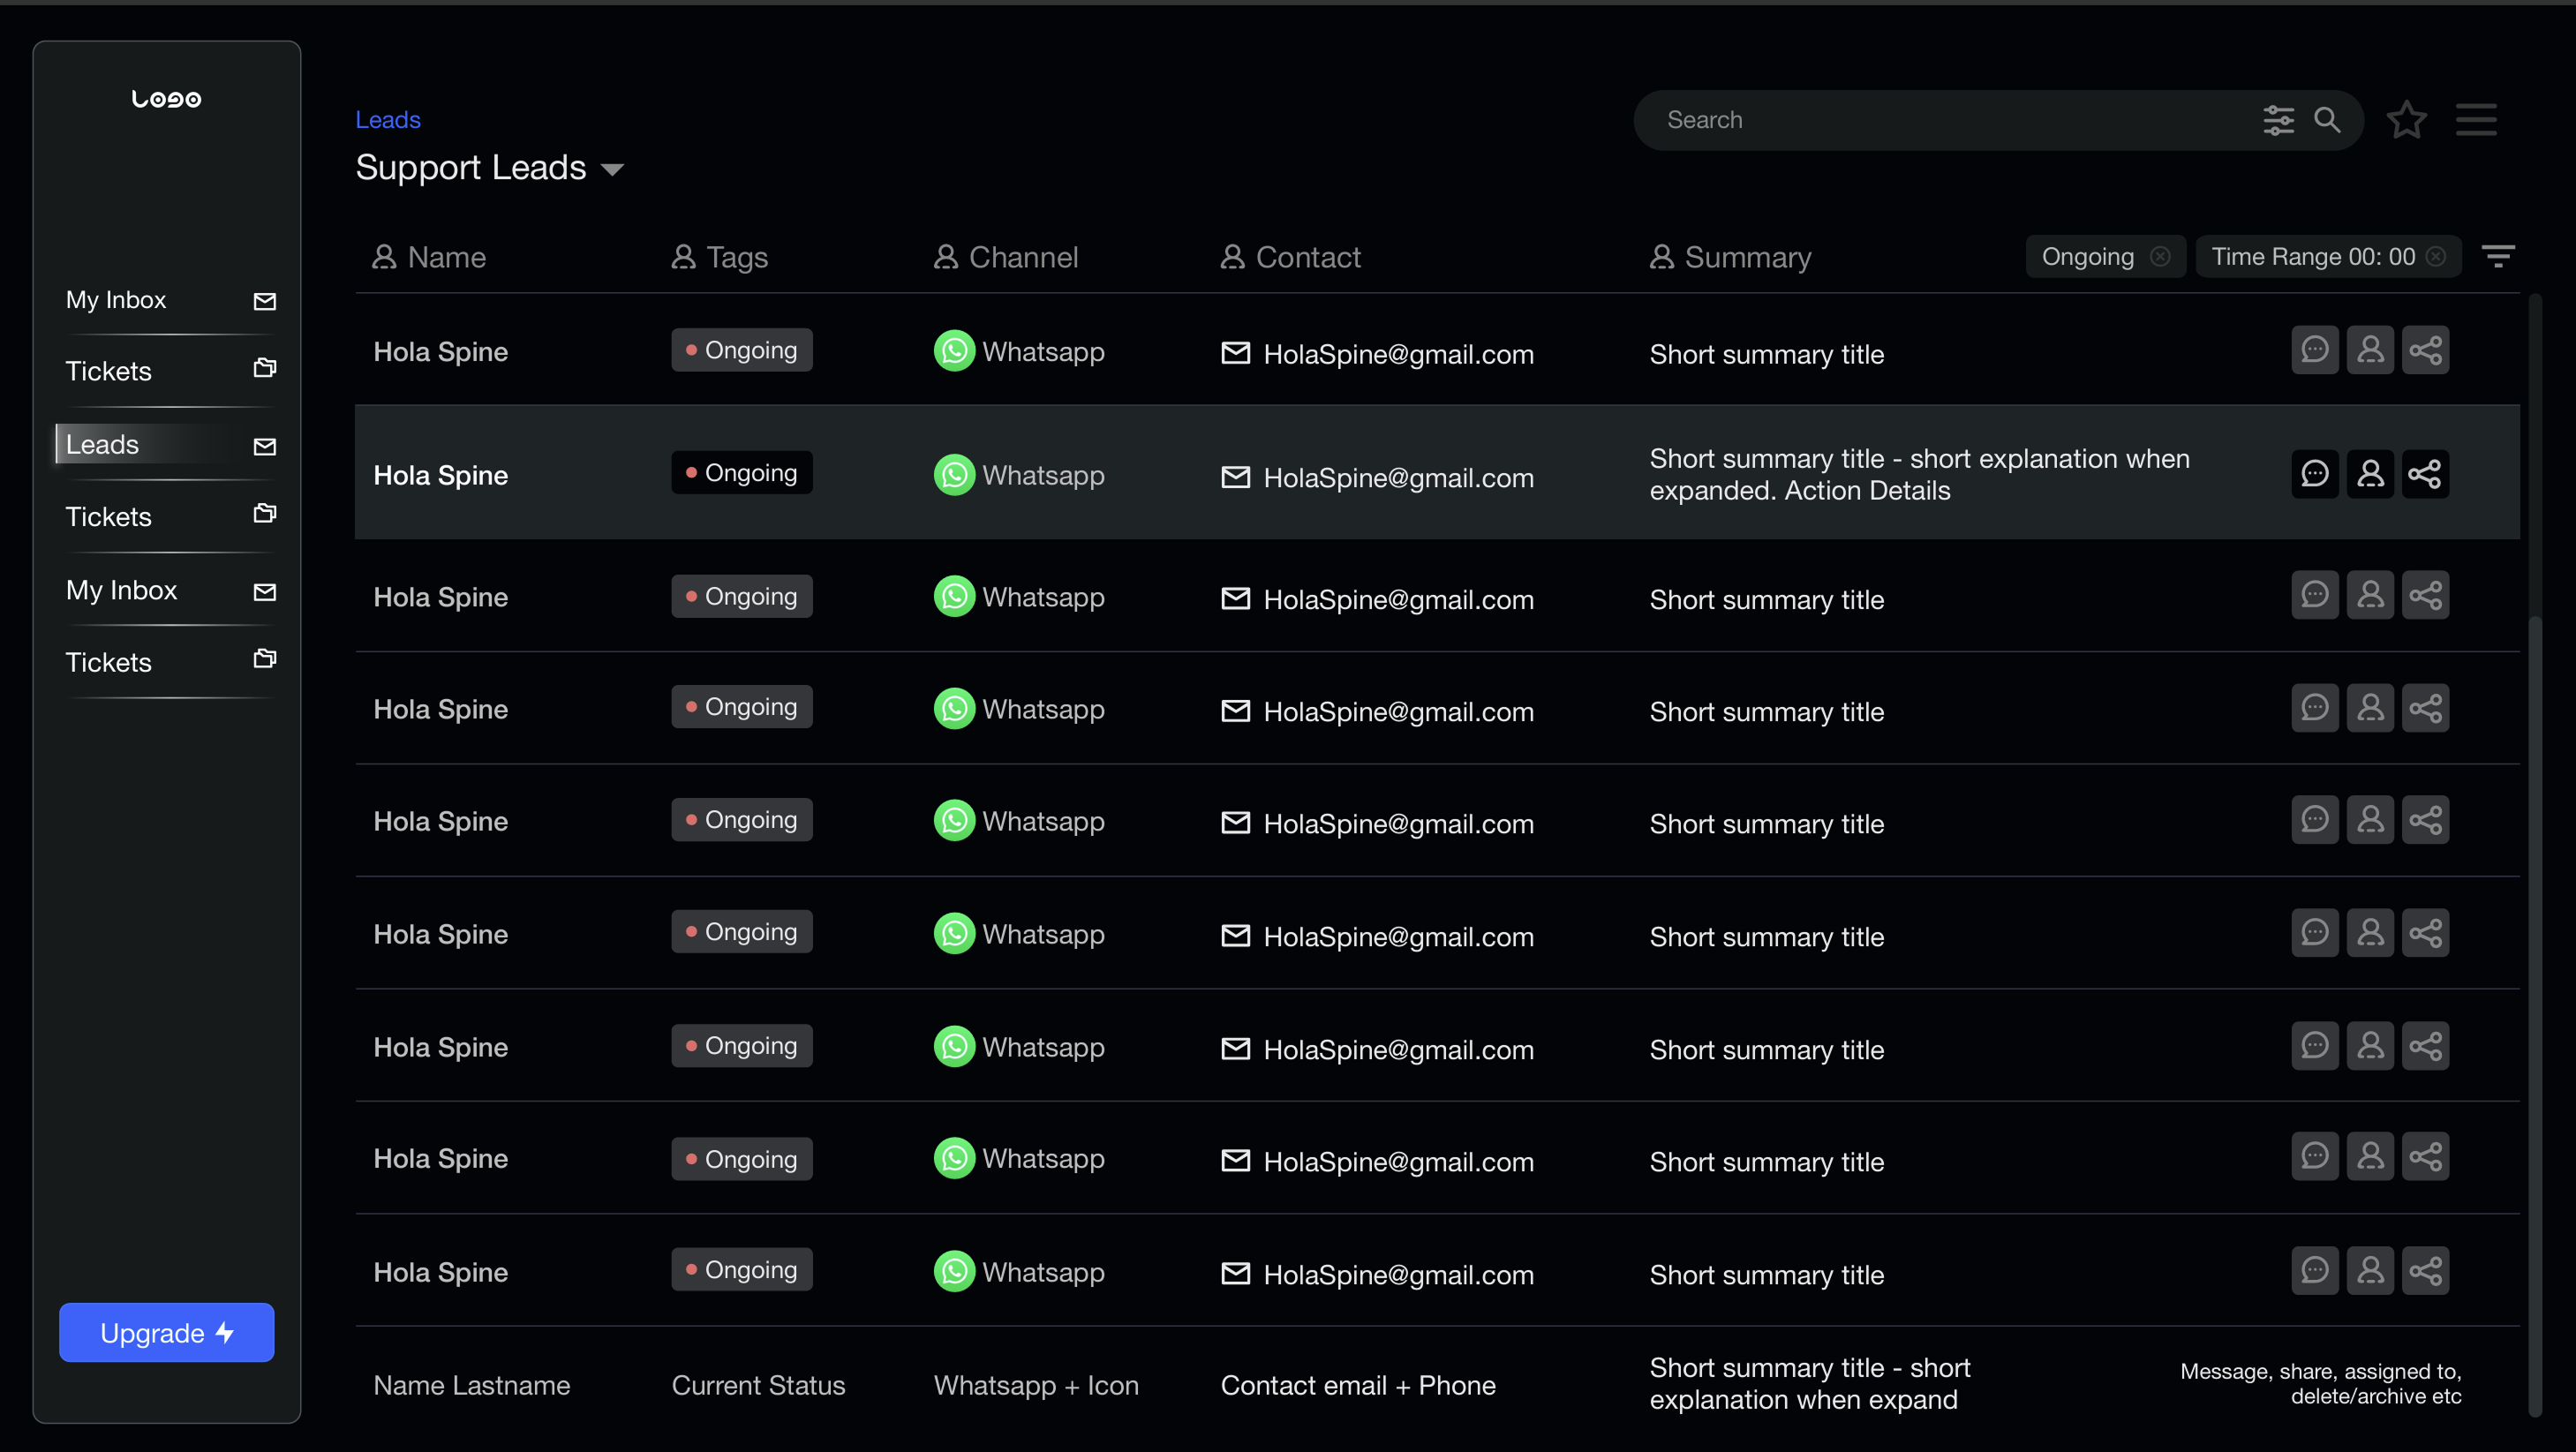 LOGO
My Inbox
Tickets
Leads
Tickets
My Inbox
Tickets
Upgrade
Leads
Support Leads
Search
Name Tags Channel Contact Summary Ongoing Time Range 00: 00
Hola Spine Ongoing Whatsapp HolaSpine@gmail.com Short summary title
Hola Spine Ongoing Whatsapp HolaSpine@gmail.com Short summary title - short explanation when
expanded. Action Details
Hola Spine Ongoing Whatsapp HolaSpine@gmail.com Short summary title
Hola Spine Ongoing Whatsapp HolaSpine@gmail.com Short summary title
Hola Spine Ongoing Whatsapp HolaSpine@gmail.com Short summary title
Hola Spine Ongoing Whatsapp HolaSpine@gmail.com Short summary title
Hola Spine Ongoing Whatsapp HolaSpine@gmail.com Short summary title
Hola Spine Ongoing Whatsapp HolaSpine@gmail.com Short summary title
Hola Spine Ongoing Whatsapp HolaSpine@gmail.com Short summary title
Name Lastname Current Status Whatsapp + Icon Contact email + Phone Short summary title - short
explanation when expand
Message, share, assigned to,
delete/archive etc